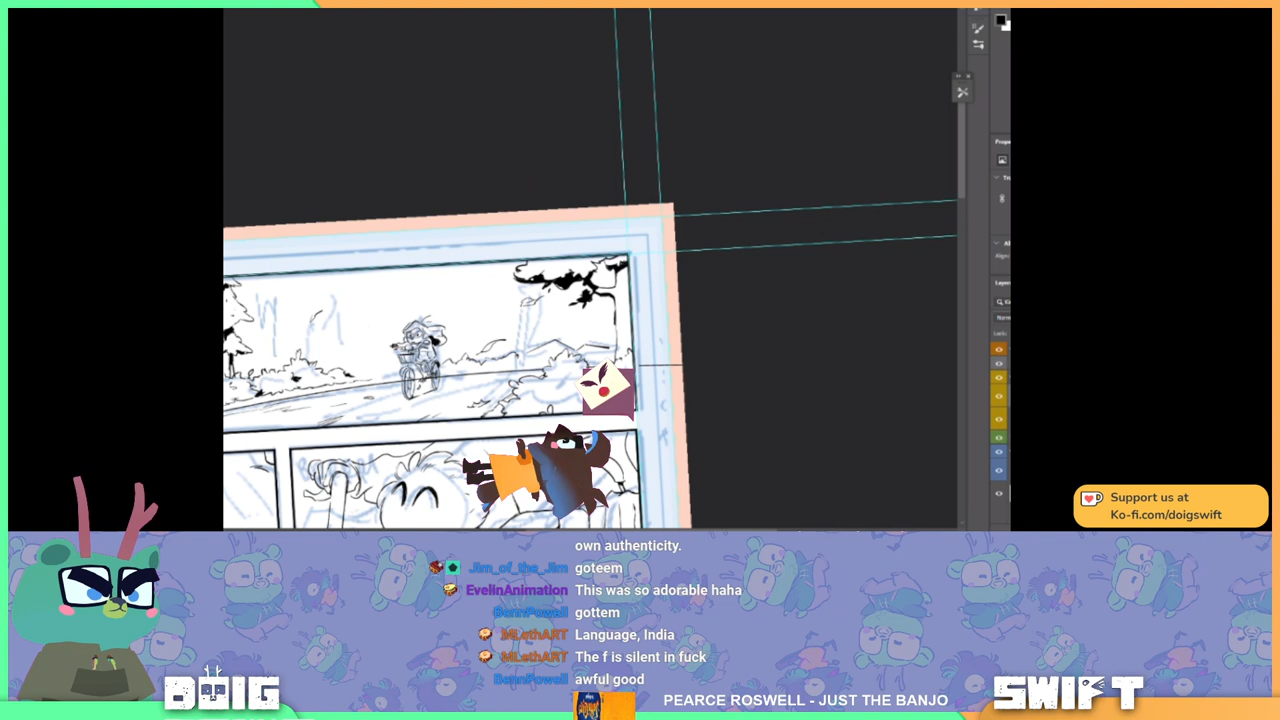 Support us at
Ko-fi.com/doigswift
own authenticity.
Jim_of_the_Jim goteem
EvelinAnimation This was so adorable haha
BennPowell gottem
MLethART Language, India
MLethART The f is silent in fuck
BennPowell awful good
DOIG
PEARCE ROSWELL - JUST THE BANJO
SWIFT